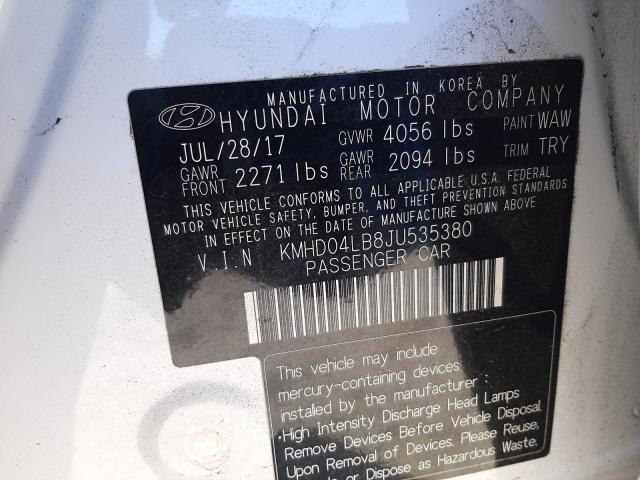 MANUFACTURED IN KOREA BY
HYUNDAI MOTOR COMPANY
JUL/28/17 GVWR 4056 lbs PAINT WAW
GAWR FRONT 2271 lbs GAWR REAR 2094 lbs TRIM TRY
THIS VEHICLE CONFORMS TO ALL APPLICABLE U.S.A. FEDERAL
MOTOR VEHICLE SAFETY, BUMPER, AND THEFT PREVENTION STANDARDS
IN EFFECT ON THE DATE OF MANUFACTURE SHOWN ABOVE.
V.I.N KMHD04LB8JU535380
PASSENGER CAR
This vehicle may include
mercury-containing devices
installed by the manufacturer :
·High Intensity Discharge Head Lamps
Remove Devices Before Vehicle Disposal.
Upon Removal of Devices. Please Reuse,
or Dispose as Hazardous Waste.